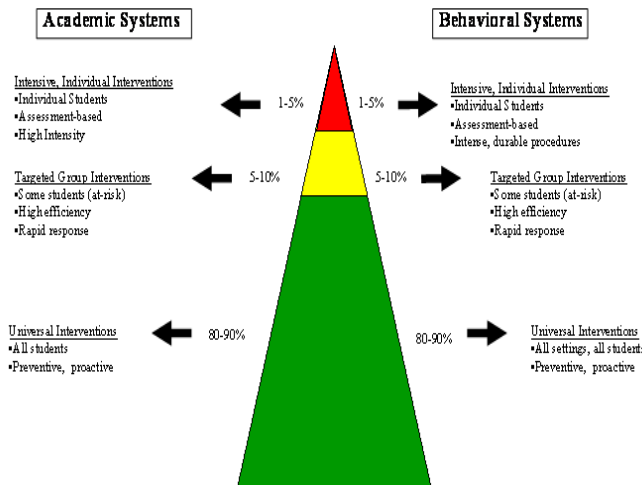 Academic Systems
Behavioral Systems
Intensive, Individual Interventions
▪Individual Students
▪Assessment-based
▪High Intensity
1-5%
1-5%
Intensive, Individual Interventions
▪Individual Students
▪Assessment-based
▪Intense, durable procedures
Targeted Group Interventions
▪Some students (at-risk)
▪High efficiency
▪Rapid response
5-10%
5-10%
Targeted Group Interventions
▪Some students (at-risk)
▪High efficiency
▪Rapid response
Universal Interventions
▪All students
▪Preventive, proactive
80-90%
80-90%
Universal Interventions
▪All settings, all students
▪Preventive, proactive